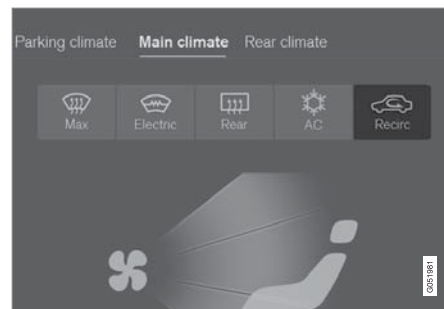 Parking climate Main climate Rear climate
Max Electric Rear AC Recirc
G051981